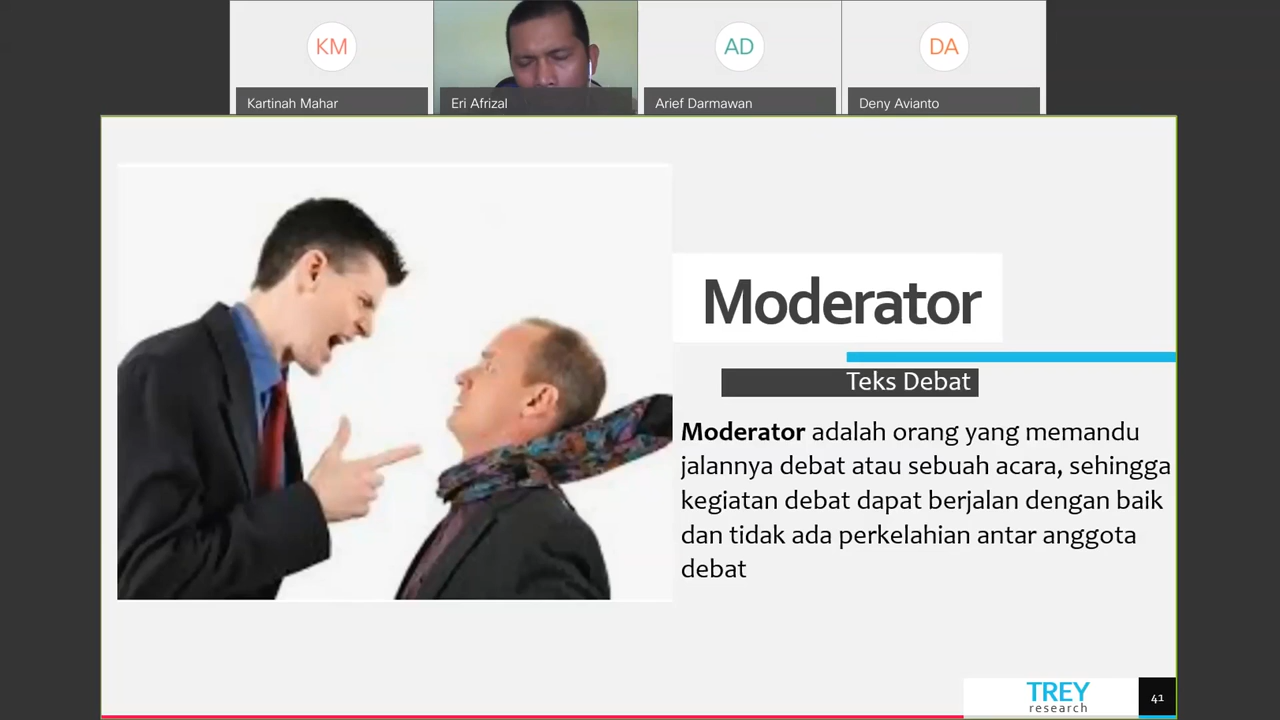 KM
AD
DA
Kartinah Mahar
Eri Afrizal
Arief Darmawan
Deny Avianto
Moderator
Teks Debat
Moderator adalah orang yang memandu
jalannya debat atau sebuah acara, sehingga
kegiatan debat dapat berjalan dengan baik
dan tidak ada perkelahian antar anggota
debat
TREY
research
41